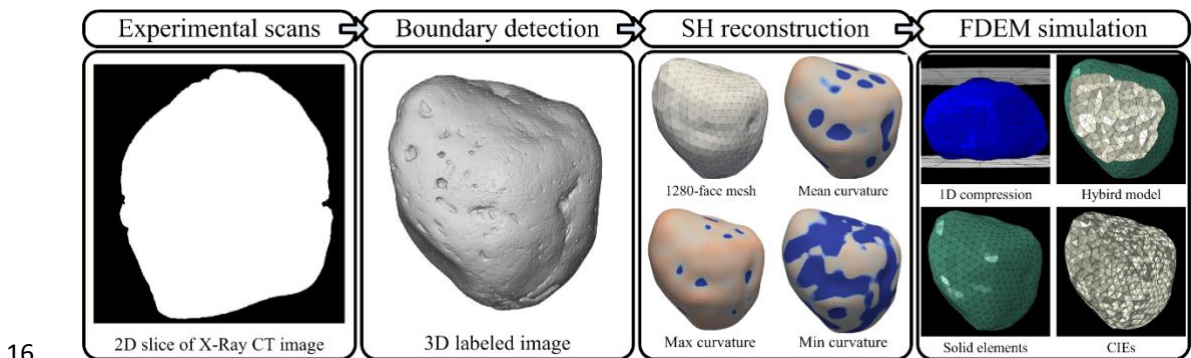 Experimental scans
Boundary detection
SH reconstruction
FDEM simulation
2D slice of X-Ray CT image
3D labeled image
1280-face mesh
Mean curvature
Max curvature
Min curvature
1D compression
Hybird model
Solid elements
CIEs
16